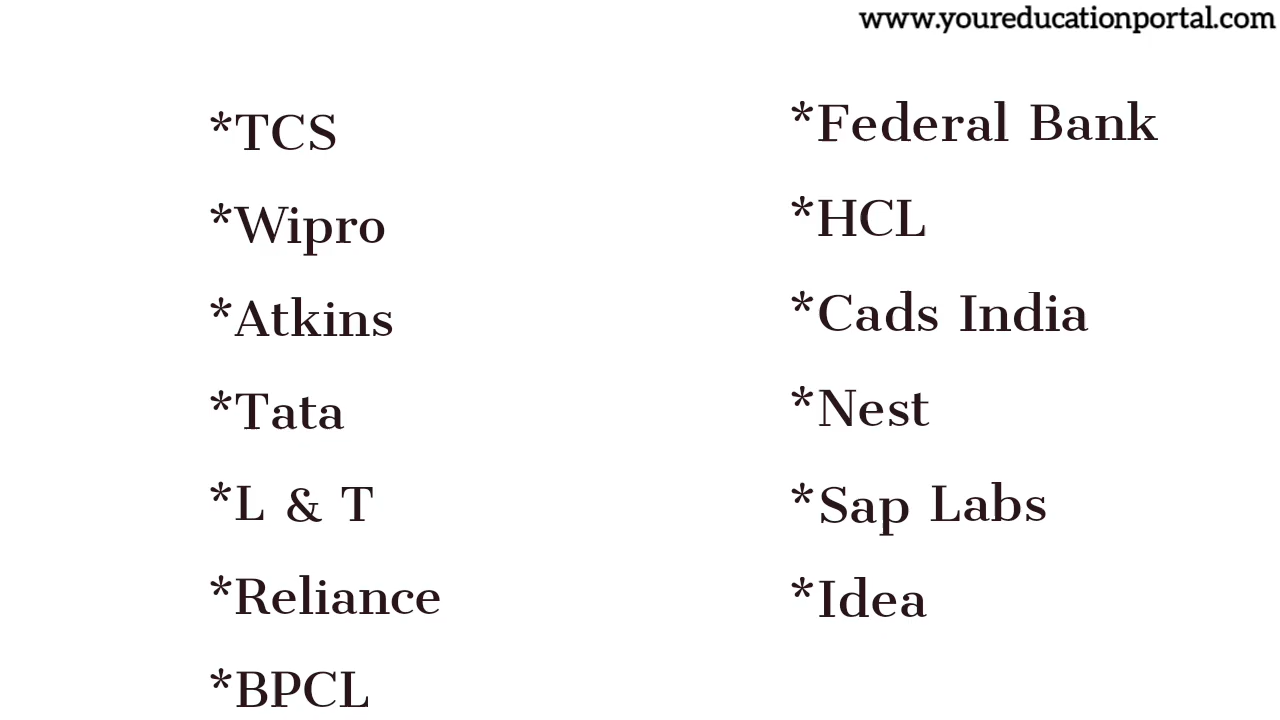 www.youreducationportal.com
*TCS
*Wipro
*Atkins
*Tata
*L & T
*Reliance
*BPCL
*Federal Bank
*HCL
*Cads India
*Nest
*Sap Labs
*Idea